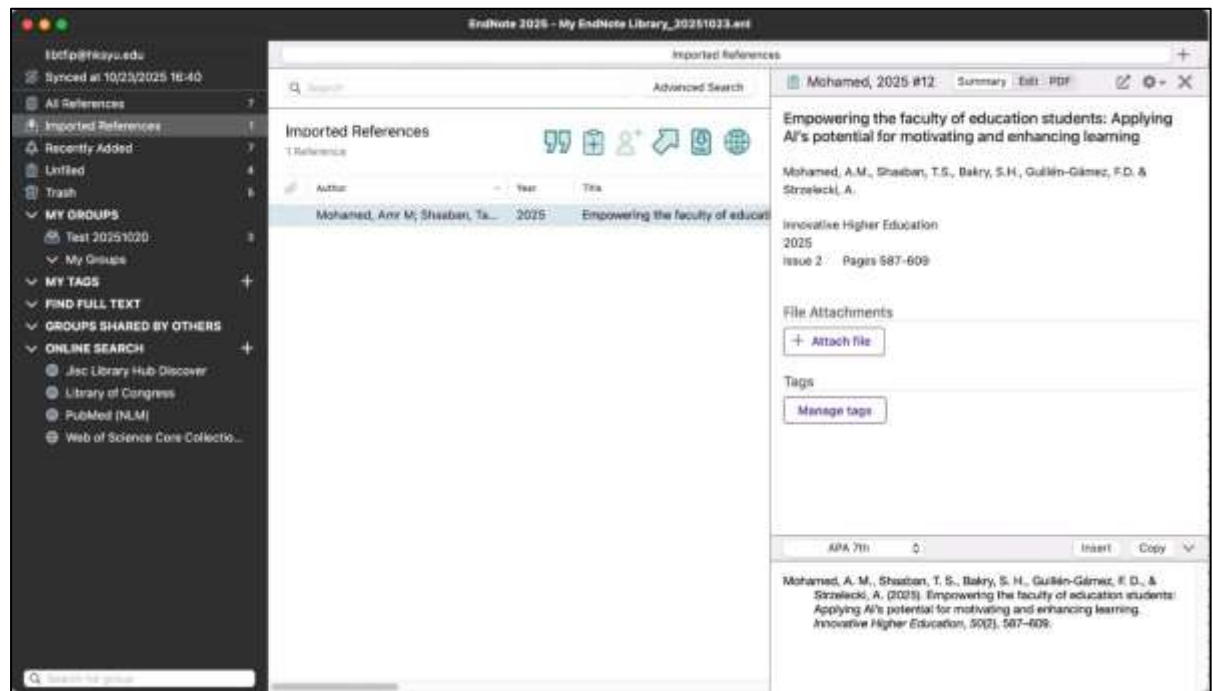 EndNote 2025 - My EndNote Library_20251023.enl
Synced at 10/23/2025 16:40
All References 7
Imported References 1
Recently Added 7
Unfiled 4
Trash 6
MY GROUPS
Test 20251020 3
My Groups
MY TAGS
FIND FULL TEXT
GROUPS SHARED BY OTHERS
ONLINE SEARCH
Jisc Library Hub Discover
Library of Congress
PubMed (NLM)
Web of Science Core Collectio...
Search for group
Imported References
Search
Advanced Search
Imported References
1 Reference
Author Year Title
Mohamed, Amr M; Shaaban, Ta... 2025 Empowering the faculty of educati
Mohamed, 2025 #12 Summary Edit PDF
Empowering the faculty of education students: Applying
AI's potential for motivating and enhancing learning
Mohamed, A.M., Shaaban, T.S., Bakry, S.H., Guillén-Gámez, F.D. &
Strzelecki, A.
Innovative Higher Education
2025
Issue 2 Pages 587-609
File Attachments
+ Attach file
Tags
Manage tags
APA 7th Insert Copy
Mohamed, A. M., Shaaban, T. S., Bakry, S. H., Guillén-Gámez, F. D., &
Strzelecki, A. (2025). Empowering the faculty of education students:
Applying AI's potential for motivating and enhancing learning.
Innovative Higher Education, 50(2), 587–609.